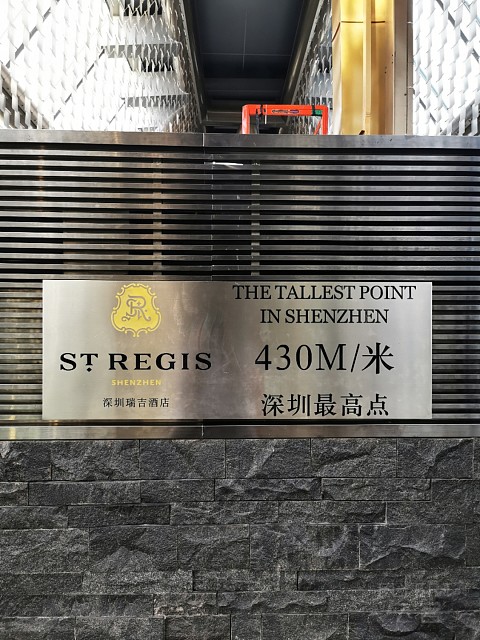 ST. REGIS
SHENZHEN
深圳瑞吉酒店
THE TALLEST POINT
IN SHENZHEN
430M/米
深圳最高点